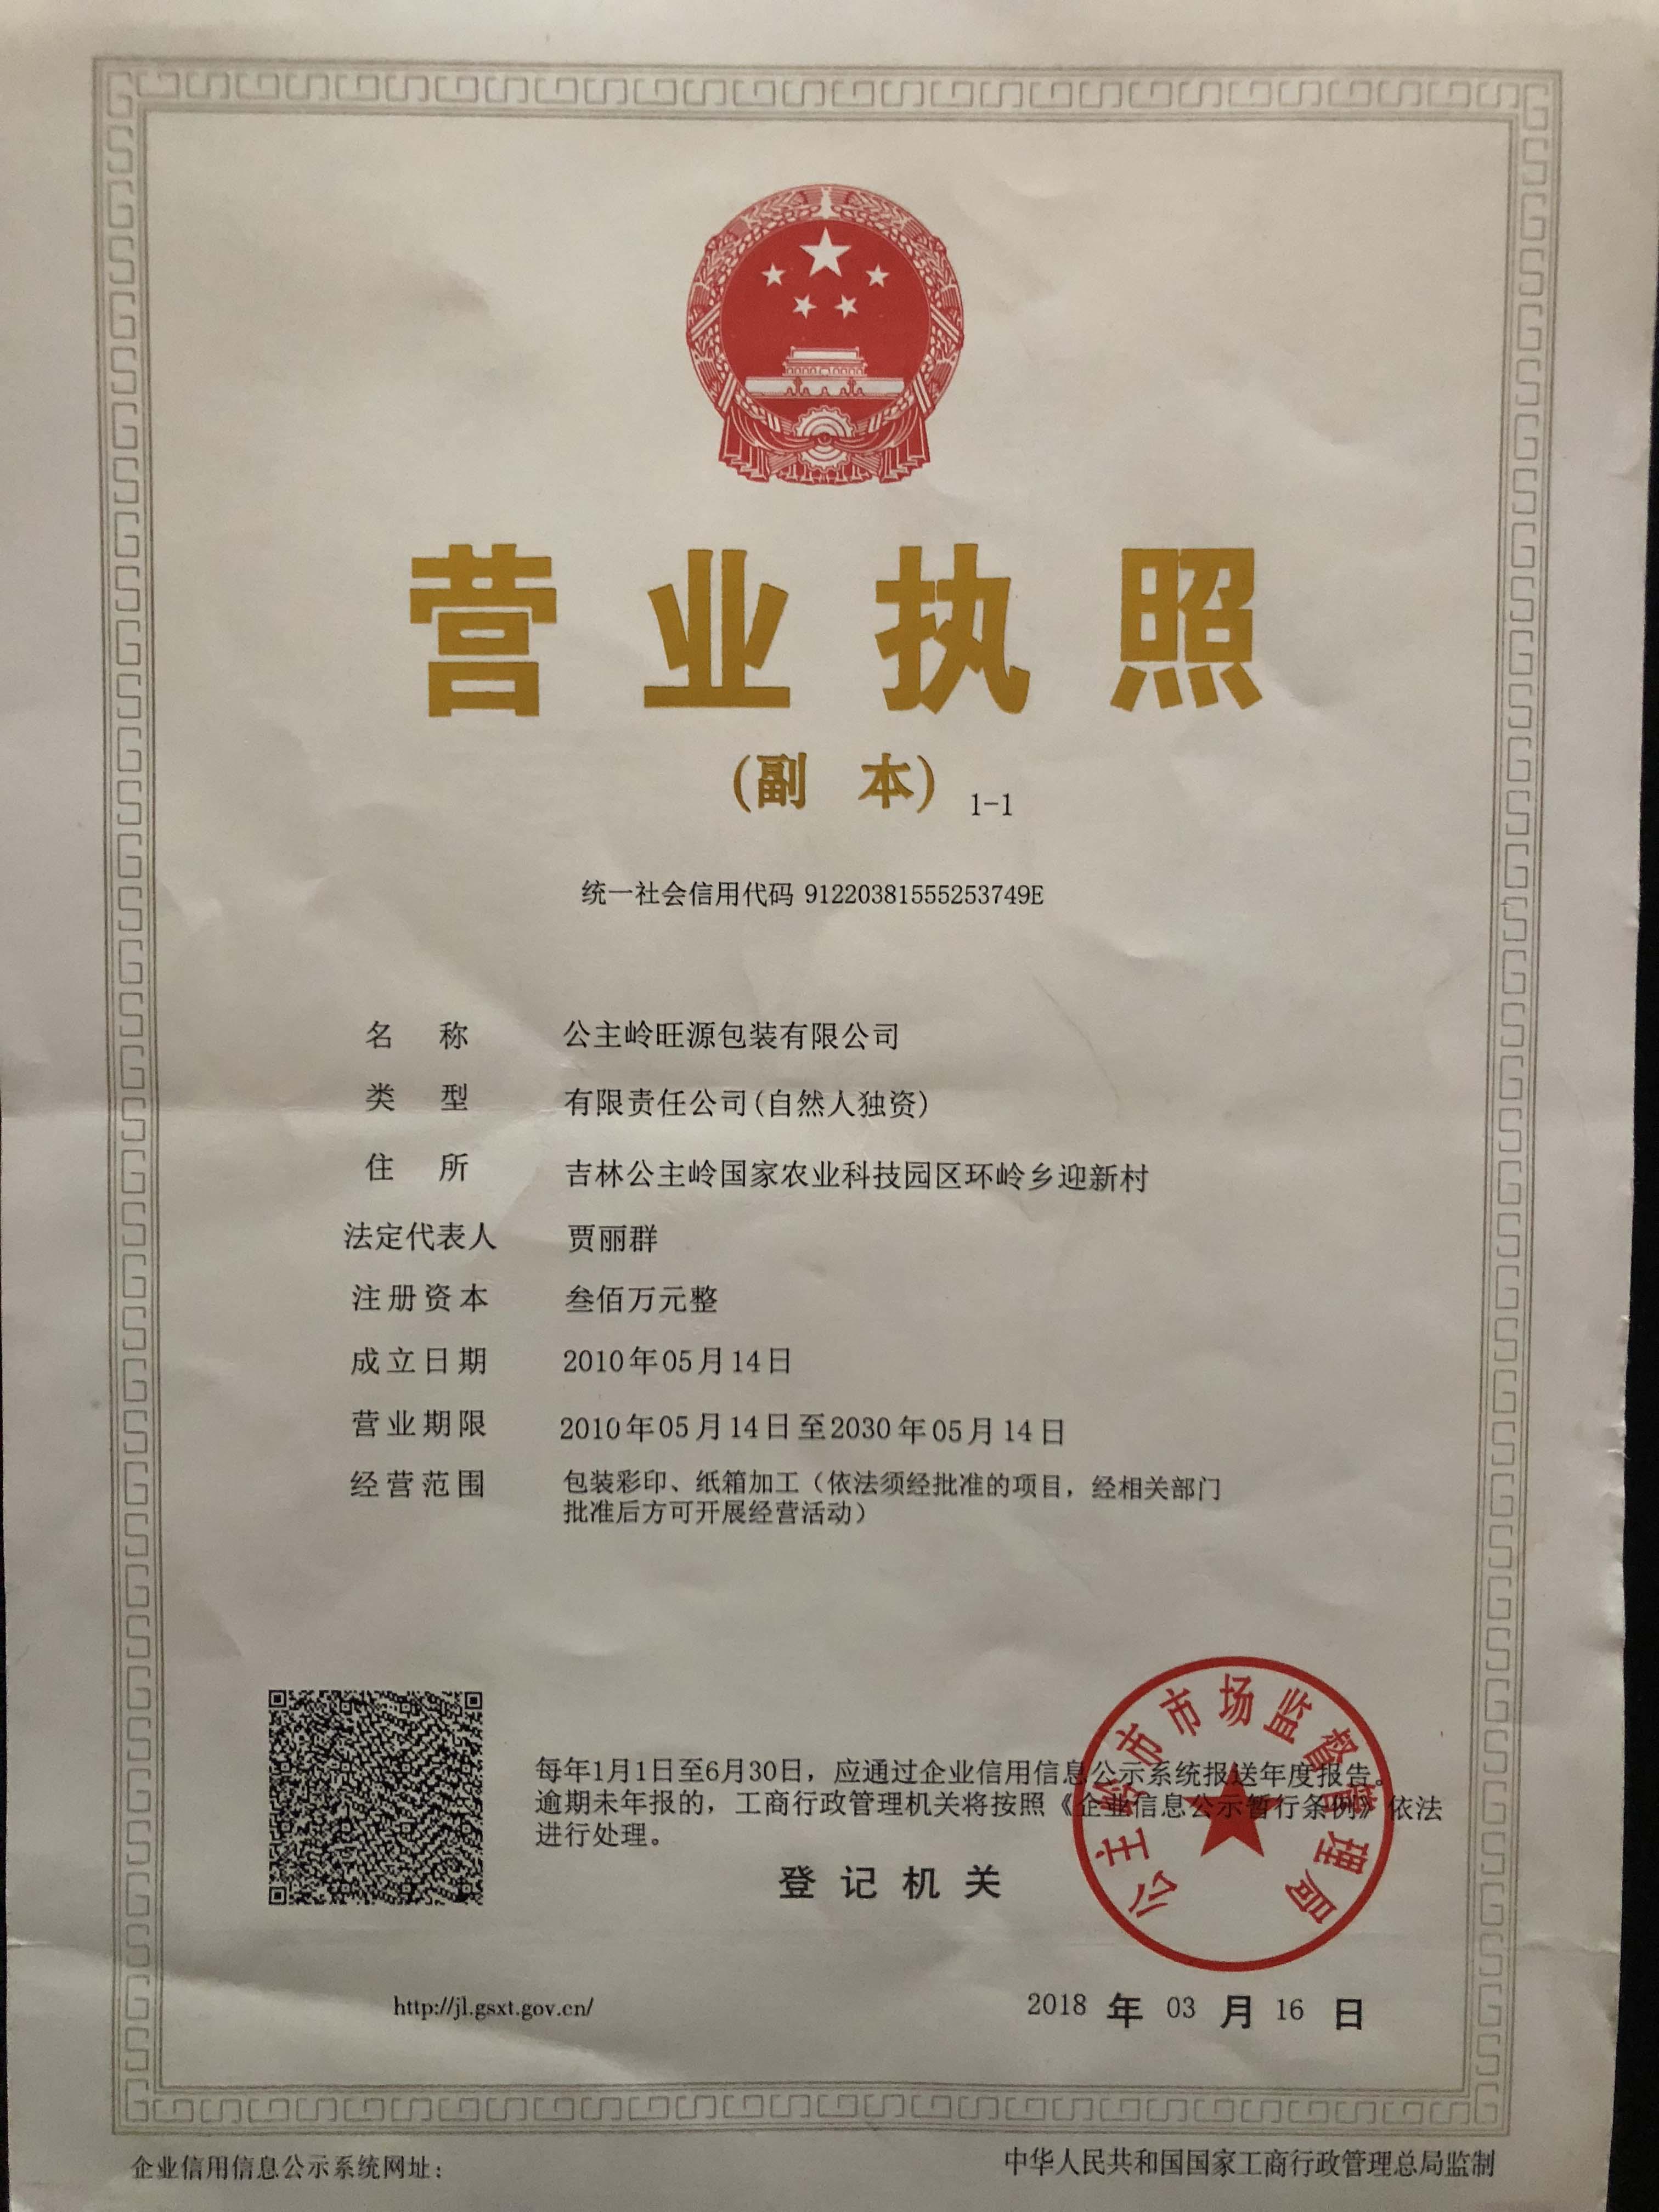 营业执照
(副 本) 1-1
统一社会信用代码 91220381555253749E
名称 公主岭旺源包装有限公司
类型 有限责任公司(自然人独资)
住所 吉林公主岭国家农业科技园区环岭乡迎新村
法定代表人 贾丽群
注册资本 叁佰万元整
成立日期 2010年05月14日
营业期限 2010年05月14日至2030年05月14日
经营范围 包装彩印、纸箱加工（依法须经批准的项目，经相关部门
批准后方可开展经营活动）
每年1月1日至6月30日，应通过企业信用信息公示系统报送年度报告。
逾期未年报的，工商行政管理机关将按照《企业信息公示暂行条例》依法
进行处理。
登记机关
公主岭市市场监督管理局
http://jl.gsxt.gov.cn/
2018 年 03 月 16 日
企业信用信息公示系统网址：
中华人民共和国国家工商行政管理总局监制